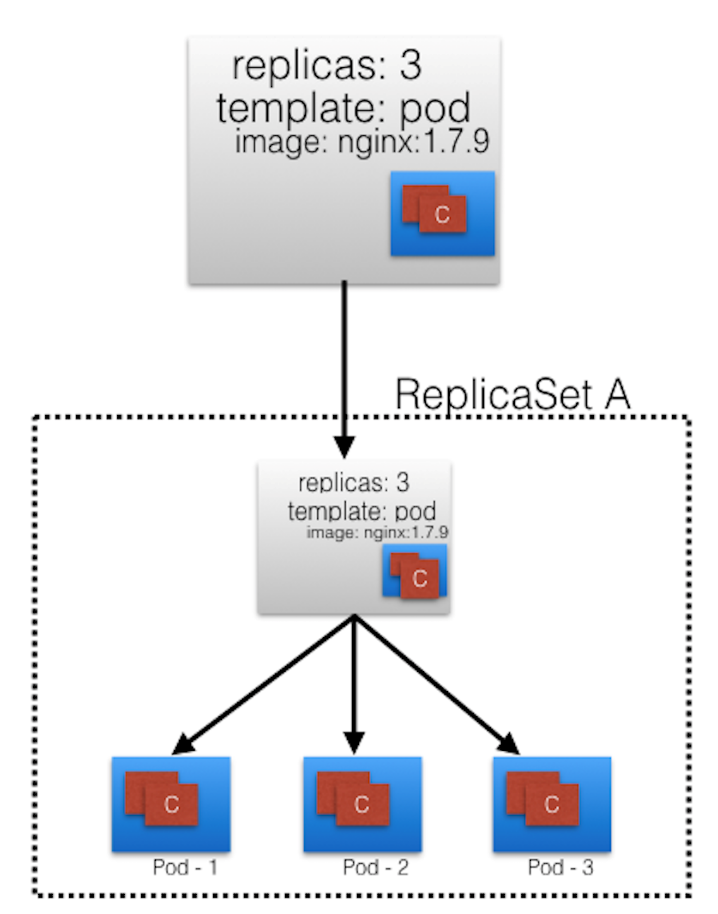 replicas: 3
template: pod
image: nginx:1.7.9
C
ReplicaSet A
replicas: 3
template: pod
image: nginx:1.7.9
C
C
C
C
Pod - 1
Pod - 2
Pod - 3